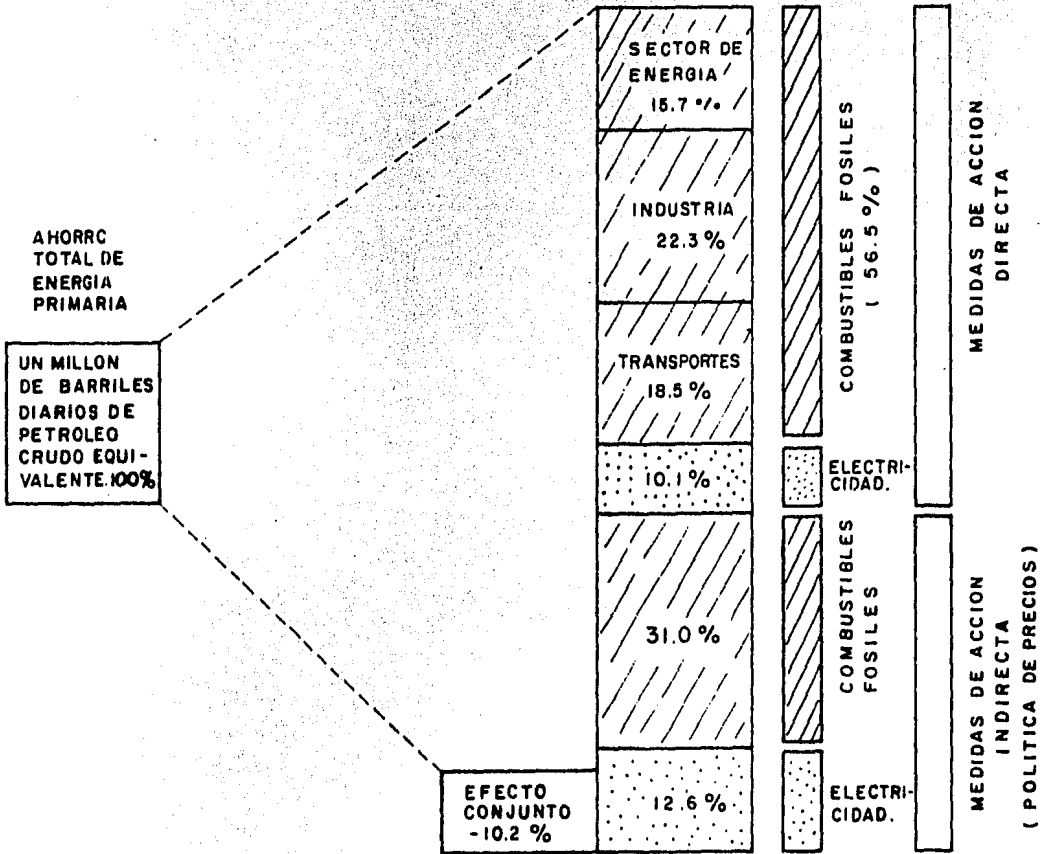 AHORRC
TOTAL DE
ENERGIA
PRIMARIA
UN MILLON
DE BARRILES
DIARIOS DE
PETROLEO
CRUDO EQUI-
VALENTE.100%
SECTOR DE
ENERGIA
15.7 %
INDUSTRIA
22.3 %
TRANSPORTES
18.5 %
10.1 %
31.0 %
12.6 %
EFECTO
CONJUNTO
-10.2 %
COMBUSTIBLES FOSILES
( 56.5 % )
ELECTRI-
CIDAD.
COMBUSTIBLES
FOSILES
ELECTRI-
CIDAD.
MEDIDAS DE ACCION
DIRECTA
MEDIDAS DE ACCION
INDIRECTA
( POLITICA DE PRECIOS)